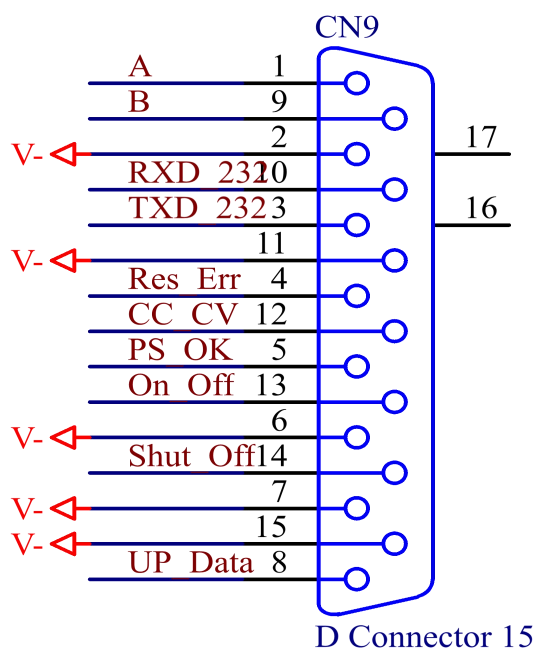 CN9
A 1
B 9
V- 2
17
RXD_232 10
TXD_232 3
16
V- 11
Res_Err 4
CC_CV 12
PS_OK 5
On_Off 13
V- 6
Shut_Off 14
V- 7
V- 15
UP_Data 8
D Connector 15